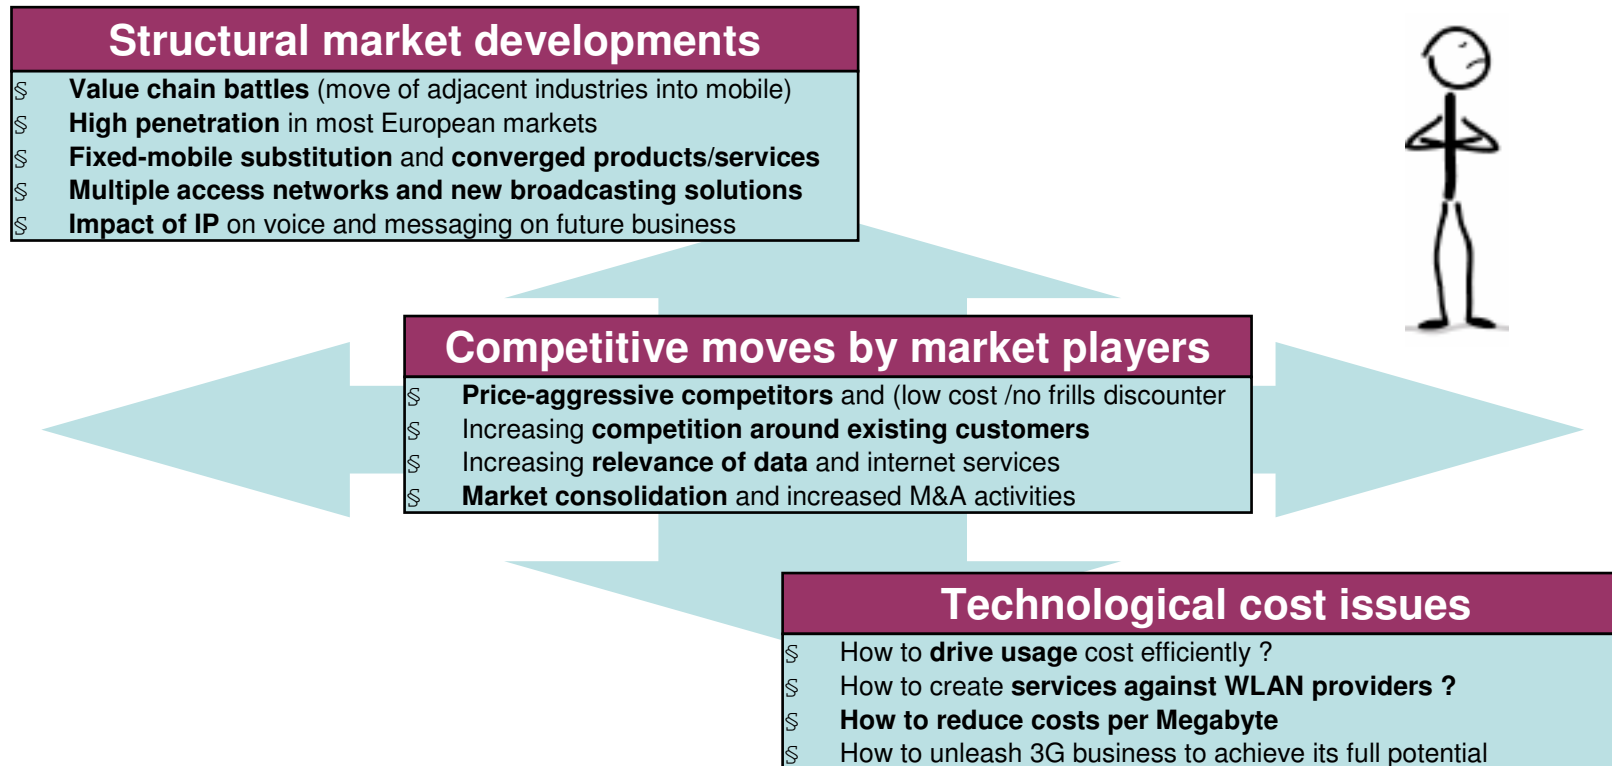 Structural market developments
§ Value chain battles (move of adjacent industries into mobile)
§ High penetration in most European markets
§ Fixed-mobile substitution and converged products/services
§ Multiple access networks and new broadcasting solutions
§ Impact of IP on voice and messaging on future business
Competitive moves by market players
§ Price-aggressive competitors and (low cost /no frills discounter
§ Increasing competition around existing customers
§ Increasing relevance of data and internet services
§ Market consolidation and increased M&A activities
Technological cost issues
§ How to drive usage cost efficiently ?
§ How to create services against WLAN providers ?
§ How to reduce costs per Megabyte
§ How to unleash 3G business to achieve its full potential